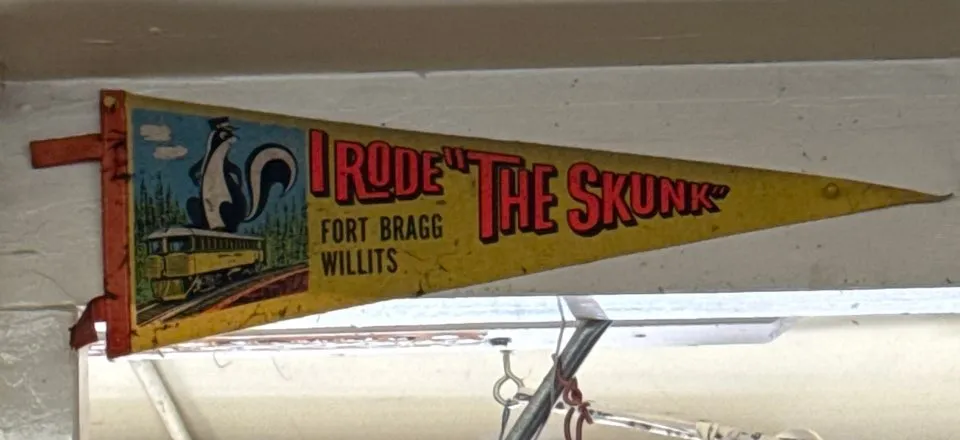 I RODE "THE SKUNK"
FORT BRAGG
WILLITS